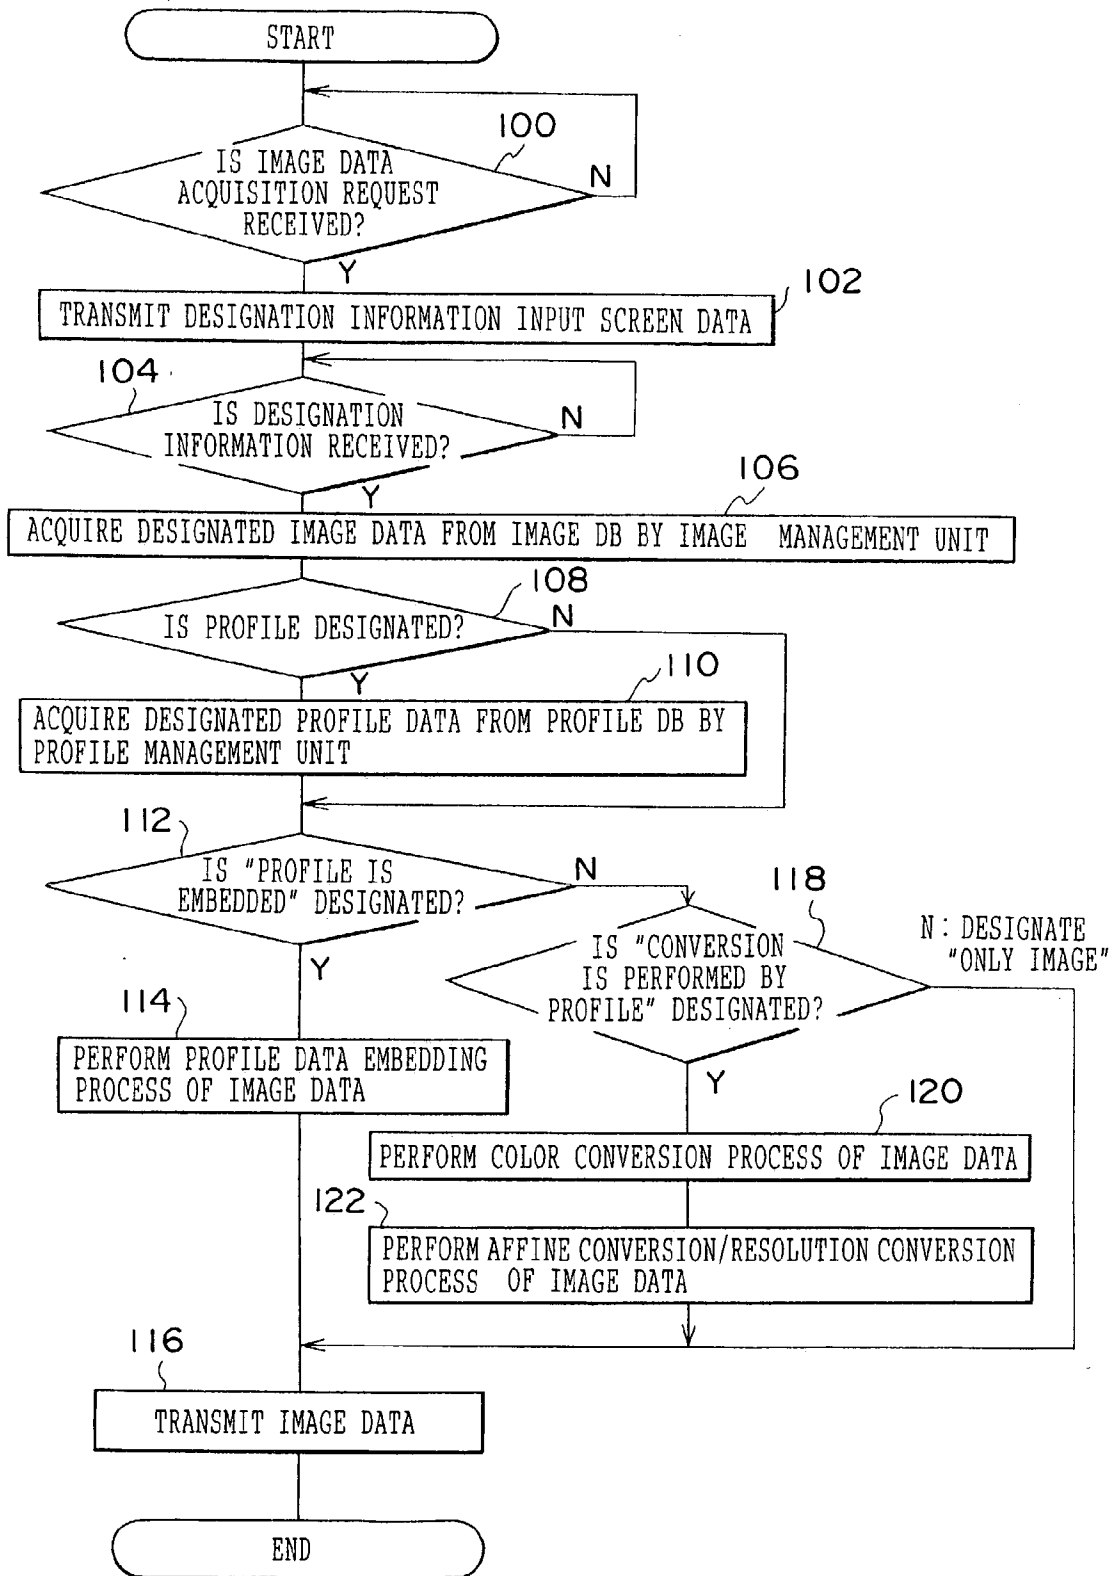 START
100
IS IMAGE DATA
ACQUISITION REQUEST
RECEIVED?
N
Y
102
TRANSMIT DESIGNATION INFORMATION INPUT SCREEN DATA
104
IS DESIGNATION
INFORMATION RECEIVED?
N
Y
106
ACQUIRE DESIGNATED IMAGE DATA FROM IMAGE DB BY IMAGE MANAGEMENT UNIT
108
IS PROFILE DESIGNATED?
N
Y
110
ACQUIRE DESIGNATED PROFILE DATA FROM PROFILE DB BY
PROFILE MANAGEMENT UNIT
112
IS "PROFILE IS
EMBEDDED" DESIGNATED?
N
Y
118
IS "CONVERSION
IS PERFORMED BY
PROFILE" DESIGNATED?
N: DESIGNATE
"ONLY IMAGE"
Y
114
PERFORM PROFILE DATA EMBEDDING
PROCESS OF IMAGE DATA
120
PERFORM COLOR CONVERSION PROCESS OF IMAGE DATA
122
PERFORM AFFINE CONVERSION/RESOLUTION CONVERSION
PROCESS OF IMAGE DATA
116
TRANSMIT IMAGE DATA
END